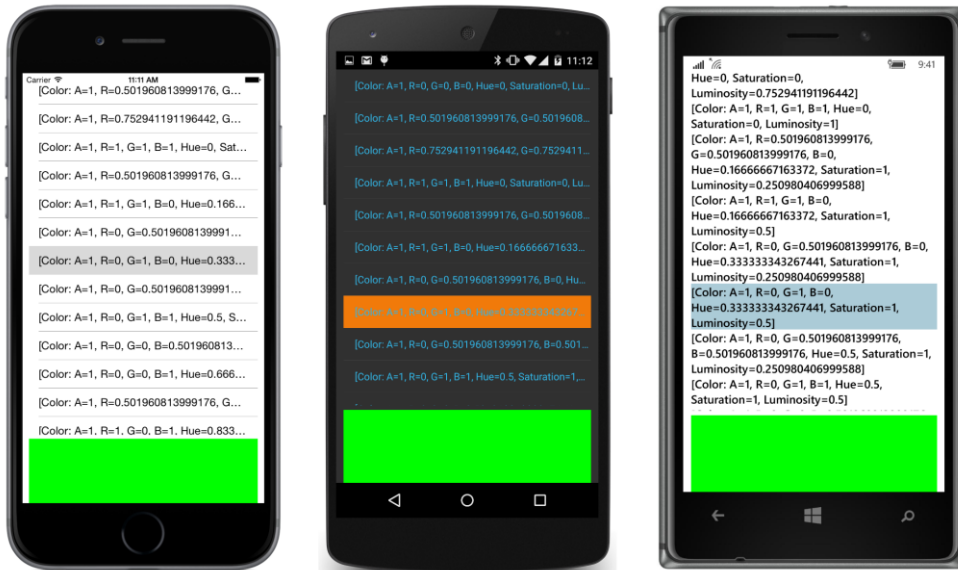 Carrier 11:11 AM
[Color: A=1, R=0.501960813999176, G…
[Color: A=1, R=0.752941191196442, G…
[Color: A=1, R=1, G=1, B=1, Hue=0, Sat…
[Color: A=1, R=0.501960813999176, G…
[Color: A=1, R=1, G=1, B=0, Hue=0.166…
[Color: A=1, R=0, G=0.5019608139991…
[Color: A=1, R=0, G=1, B=0, Hue=0.333…
[Color: A=1, R=0, G=0.5019608139991…
[Color: A=1, R=0, G=1, B=1, Hue=0.5, S…
[Color: A=1, R=0, G=0, B=0.501960813…
[Color: A=1, R=0, G=0, B=1, Hue=0.666…
[Color: A=1, R=0.501960813999176, G…
[Color: A=1, R=1, G=0, B=1, Hue=0.833…
11:12
[Color: A=1, R=0, G=0, B=0, Hue=0, Saturation=0, Lu…
[Color: A=1, R=0.501960813999176, G=0.5019608…
[Color: A=1, R=0.752941191196442, G=0.7529411…
[Color: A=1, R=1, G=1, B=1, Hue=0, Saturation=0, Lu…
[Color: A=1, R=0.501960813999176, G=0.5019608…
[Color: A=1, R=1, G=1, B=0, Hue=0.166666671633…
[Color: A=1, R=0, G=0.501960813999176, B=0, Hu…
[Color: A=1, R=0, G=1, B=0, Hue=0.333333343267…
[Color: A=1, R=0, G=0.501960813999176, B=0.501…
[Color: A=1, R=0, G=1, B=1, Hue=0.5, Saturation=1,…
9:41
Hue=0, Saturation=0,
Luminosity=0.752941191196442]
[Color: A=1, R=1, G=1, B=1, Hue=0,
Saturation=0, Luminosity=1]
[Color: A=1, R=0.501960813999176,
G=0.501960813999176, B=0,
Hue=0.16666667163372, Saturation=1,
Luminosity=0.250980406999588]
[Color: A=1, R=1, G=1, B=0,
Hue=0.16666667163372, Saturation=1,
Luminosity=0.5]
[Color: A=1, R=0, G=0.501960813999176, B=0,
Hue=0.333333343267441, Saturation=1,
Luminosity=0.250980406999588]
[Color: A=1, R=0, G=1, B=0,
Hue=0.333333343267441, Saturation=1,
Luminosity=0.5]
[Color: A=1, R=0, G=0.501960813999176,
B=0.501960813999176, Hue=0.5, Saturation=1,
Luminosity=0.250980406999588]
[Color: A=1, R=0, G=1, B=1, Hue=0.5,
Saturation=1, Luminosity=0.5]